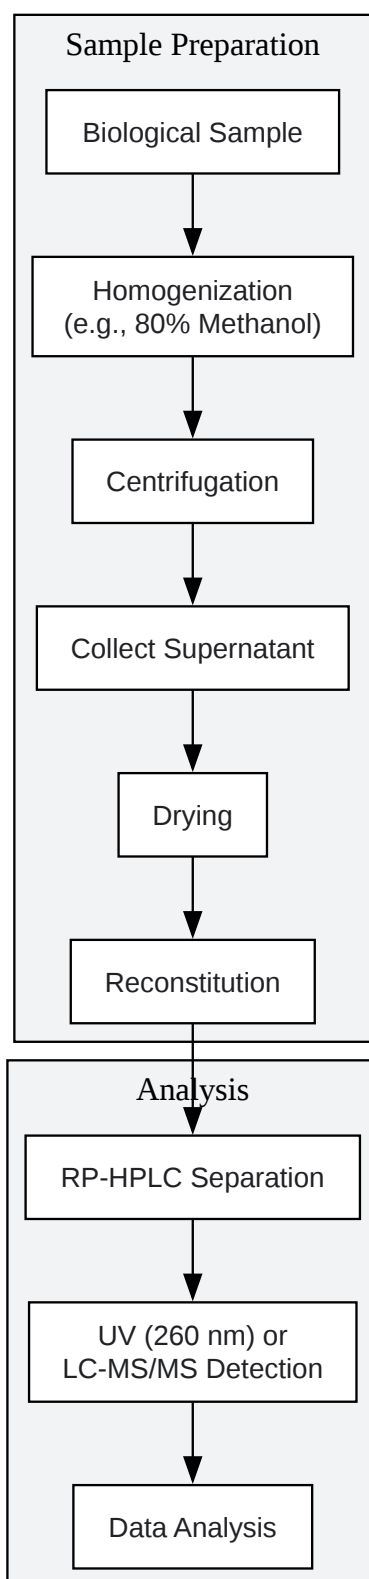 Sample Preparation
Biological Sample
Homogenization
(e.g., 80% Methanol)
Centrifugation
Collect Supernatant
Drying
Reconstitution
Analysis
RP-HPLC Separation
UV (260 nm) or
LC-MS/MS Detection
Data Analysis